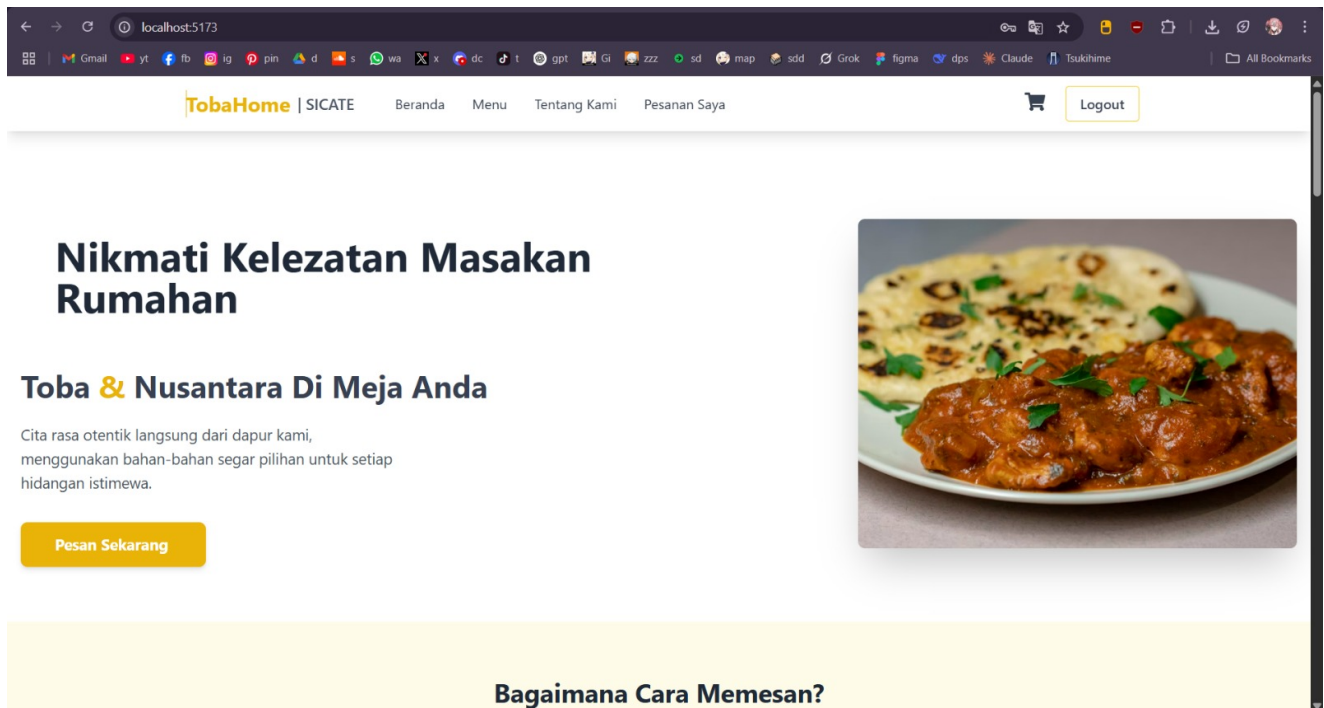 localhost:5173
Gmail yt fb ig pin d s wa x dc t gpt Gi zzz sd map sdd Grok figma dps Claude Tsukihime All Bookmarks
TobaHome | SICATE Beranda Menu Tentang Kami Pesanan Saya Logout
Nikmati Kelezatan Masakan
Rumahan
Toba & Nusantara Di Meja Anda
Cita rasa otentik langsung dari dapur kami,
menggunakan bahan-bahan segar pilihan untuk setiap
hidangan istimewa.
Pesan Sekarang
Bagaimana Cara Memesan?